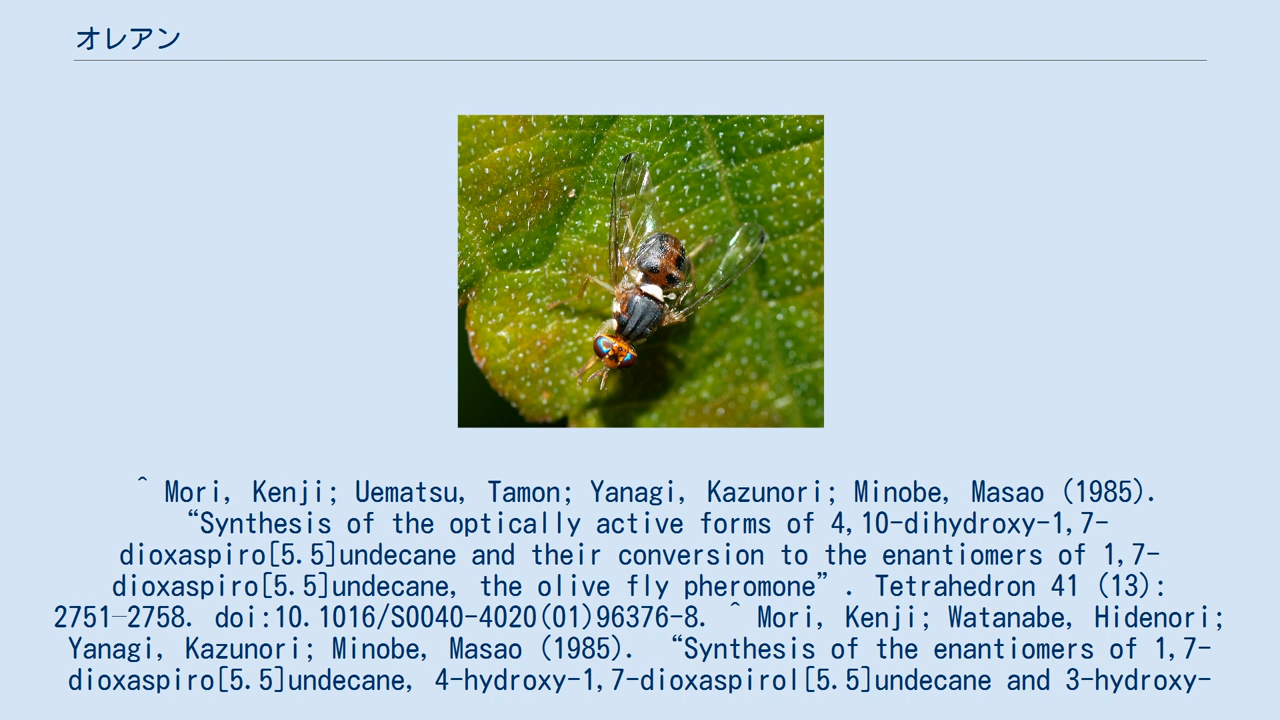 オレアン
^ Mori, Kenji; Uematsu, Tamon; Yanagi, Kazunori; Minobe, Masao (1985).
“Synthesis of the optically active forms of 4,10-dihydroxy-1,7-
dioxaspiro[5.5]undecane and their conversion to the enantiomers of 1,7-
dioxaspiro[5.5]undecane, the olive fly pheromone”. Tetrahedron 41 (13):
2751–2758. doi:10.1016/S0040-4020(01)96376-8. ^ Mori, Kenji; Watanabe, Hidenori;
Yanagi, Kazunori; Minobe, Masao (1985). “Synthesis of the enantiomers of 1,7-
dioxaspiro[5.5]undecane, 4-hydroxy-1,7-dioxaspirol[5.5]undecane and 3-hydroxy-